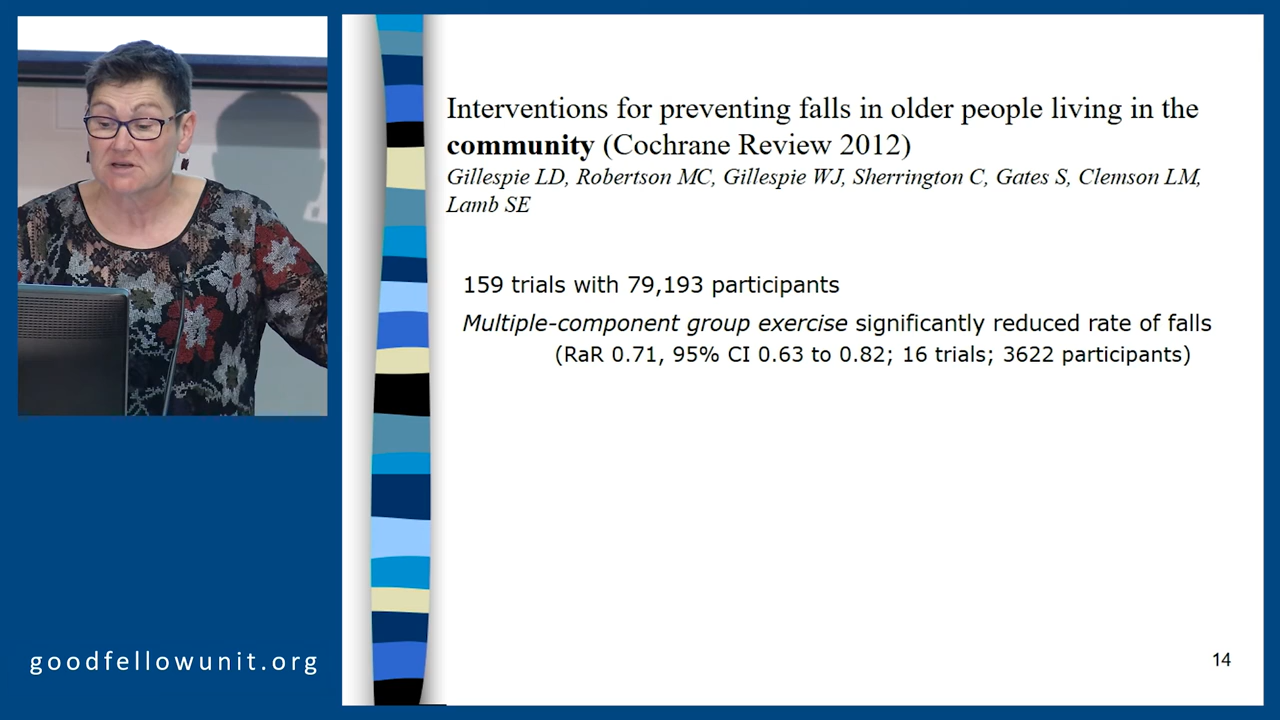 Interventions for preventing falls in older people living in the
community (Cochrane Review 2012)
Gillespie LD, Robertson MC, Gillespie WJ, Sherrington C, Gates S, Clemson LM,
Lamb SE
159 trials with 79,193 participants
Multiple-component group exercise significantly reduced rate of falls
(RaR 0.71, 95% CI 0.63 to 0.82; 16 trials; 3622 participants)
goodfellowunit.org
14